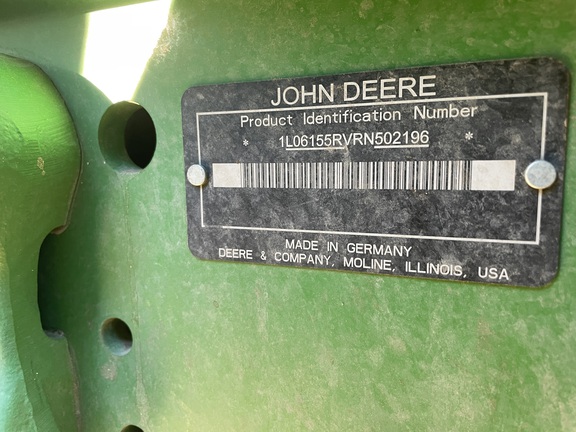 JOHN DEERE
Product Identification Number
* 1L06155RVRN502196 *
MADE IN GERMANY
DEERE & COMPANY, MOLINE, ILLINOIS, USA